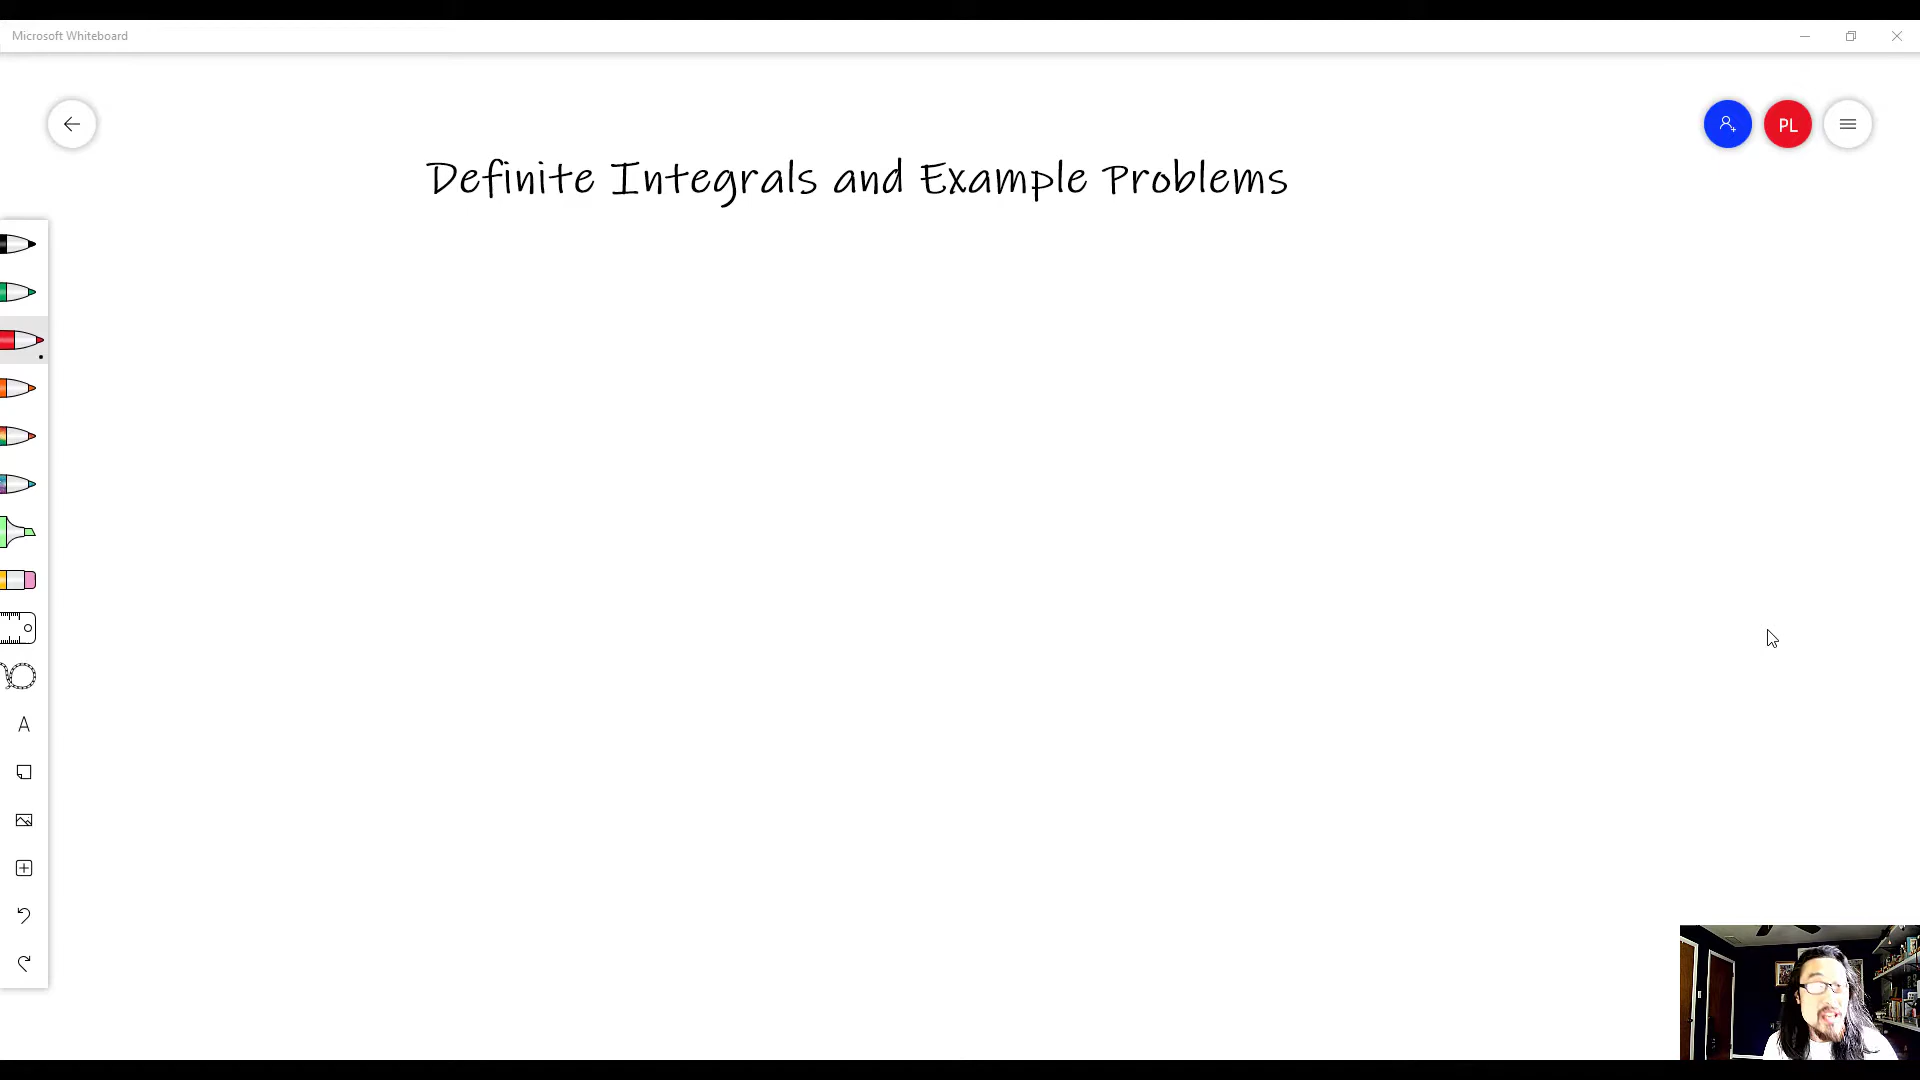 Microsoft Whiteboard
PL
Definite Integrals and Example Problems
A